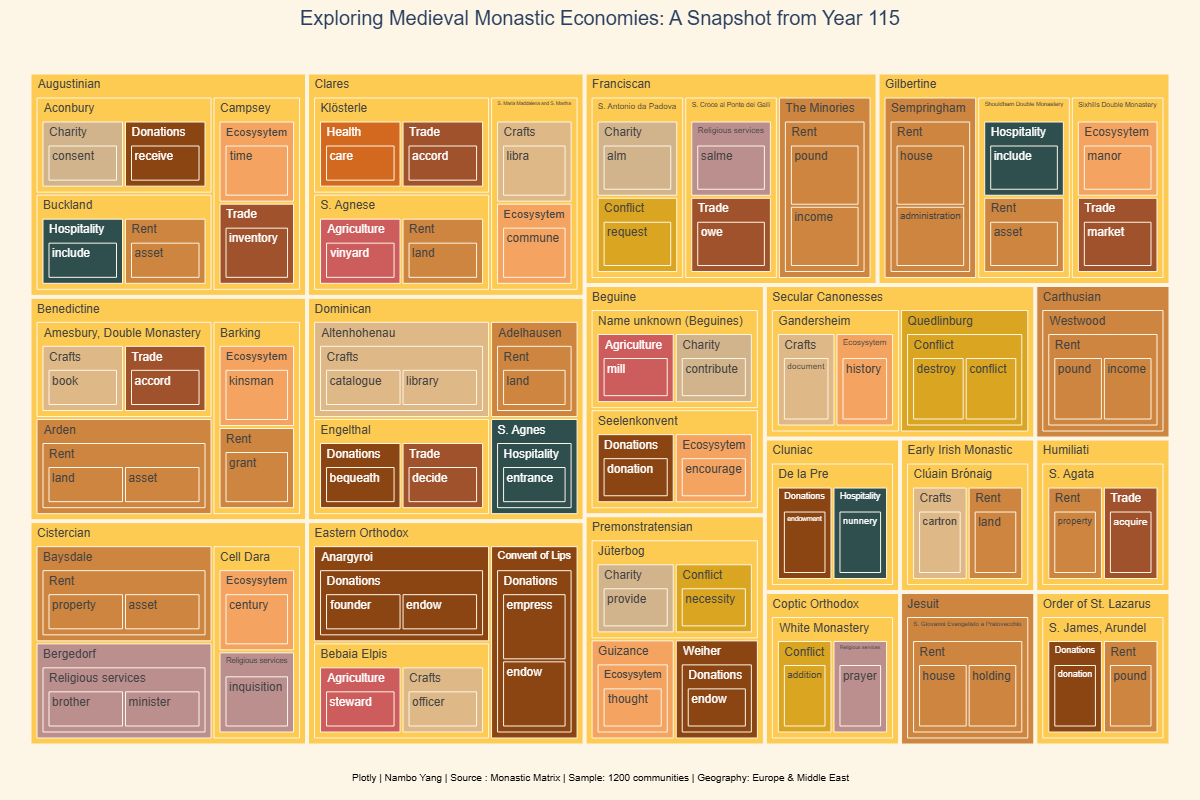 Exploring Medieval Monastic Economies: A Snapshot from Year 115
Augustinian
Aconbury
Charity
consent
Donations
receive
Campsey
Ecosysytem
time
Trade
inventory
Buckland
Hospitality
include
Rent
asset
Clares
Klösterle
Health
care
Trade
accord
S. Maria Maddalena and S. Martha
Crafts
libra
Ecosysytem
commune
S. Agnese
Agriculture
vinyard
Rent
land
Franciscan
S. Antonio da Padova
Charity
alm
Conflict
request
S. Croce al Ponte dei Galli
Religious services
salme
Trade
owe
The Minories
Rent
pound
income
Gilbertine
Sempringham
Rent
house
administration
Shouldham Double Monastery
Hospitality
include
Rent
asset
Sixhills Double Monastery
Ecosysytem
manor
Trade
market
Benedictine
Amesbury, Double Monastery
Crafts
book
Trade
accord
Barking
Ecosysytem
kinsman
Rent
grant
Arden
Rent
land
asset
Dominican
Altenhohenau
Crafts
catalogue
library
Adelhausen
Rent
land
Engelthal
Donations
bequeath
Trade
decide
S. Agnes
Hospitality
entrance
Beguine
Name unknown (Beguines)
Agriculture
mill
Charity
contribute
Seelenkonvent
Donations
donation
Ecosysytem
encourage
Secular Canonesses
Gandersheim
Crafts
document
Ecosysytem
history
Quedlinburg
Conflict
destroy
conflict
Carthusian
Westwood
Rent
pound
income
Cluniac
De la Pre
Donations
endowment
Hospitality
nunnery
Early Irish Monastic
Clúain Brónaig
Crafts
cartron
Rent
land
Humiliati
S. Agata
Rent
property
Trade
acquire
Cistercian
Baysdale
Rent
property
asset
Cell Dara
Ecosysytem
century
Religious services
inquisition
Bergedorf
Religious services
brother
minister
Eastern Orthodox
Anargyroi
Donations
founder
endow
Convent of Lips
Donations
empress
endow
Bebaia Elpis
Agriculture
steward
Crafts
officer
Premonstratensian
Jüterbog
Charity
provide
Conflict
necessity
Guizance
Ecosysytem
thought
Weiher
Donations
endow
Coptic Orthodox
White Monastery
Conflict
addition
Religious services
prayer
Jesuit
S. Giovanni Evangelista a Pratovecchio
Rent
house
holding
Order of St. Lazarus
S. James, Arundel
Donations
donation
Rent
pound
Plotly | Nambo Yang | Source : Monastic Matrix | Sample: 1200 communities | Geography: Europe & Middle East